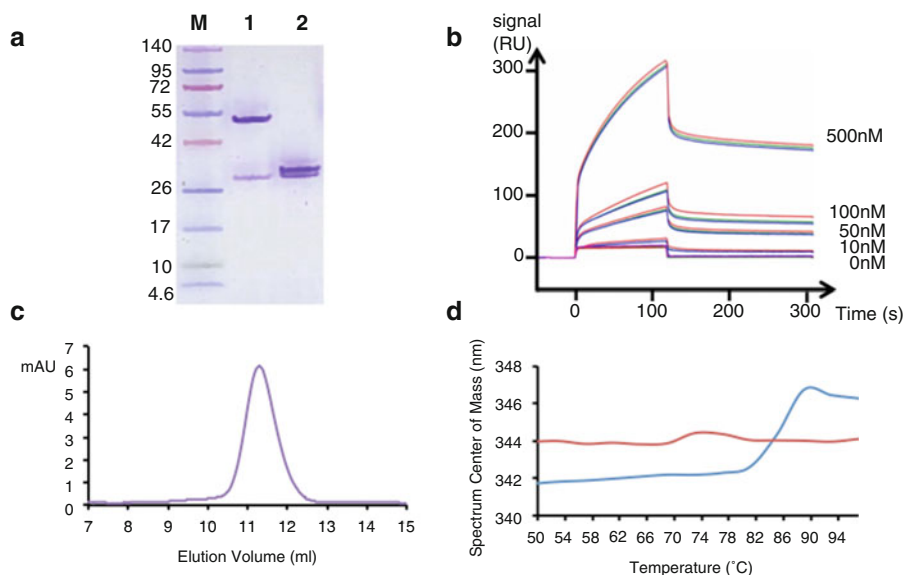 a
M 1 2
140
95
72
55
42
26
17
10
4.6
b
signal
(RU)
300
200
100
0
500nM
100nM
50nM
10nM
0nM
0 100 200 300 Time (s)
c
mAU
7
6
5
4
3
2
1
0
7 8 9 10 11 12 13 14 15
Elution Volume (ml)
d
Spectrum Center of Mass (nm)
348
346
344
342
340
50 54 58 62 66 70 74 78 82 86 90 94
Temperature (˚C)